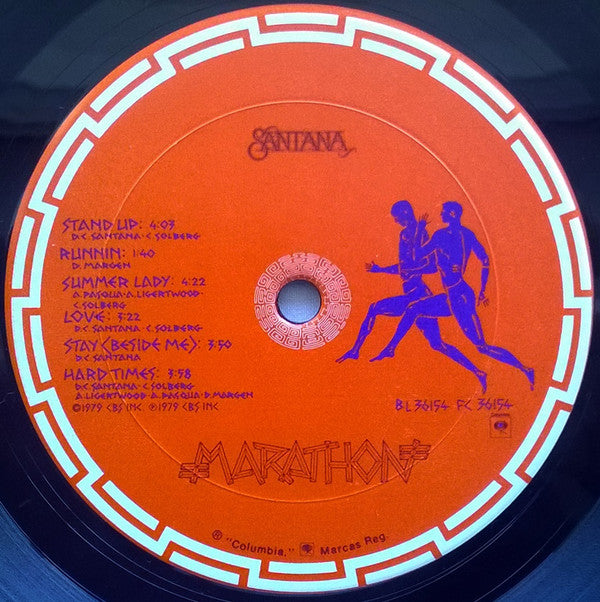 SANTANA
STAND UP: 4:03
D.C. SANTANA-C. SOLBERG
RUNNIN: 1:40
D. MARGEN
SUMMER LADY: 4:22
A. PASQUA-A. LIGERTWOOD-
C. SOLBERG
LOVE: 3:22
D.C. SANTANA-C. SOLBERG
STAY (BESIDE ME): 3:50
D.C. SANTANA
HARD TIMES: 3:58
D.C. SANTANA-C. SOLBERG
A. LIGERTWOOD-A. PASQUA-D. MARGEN
©1979 CBS INC ℗1979 CBS INC
BL 36154 FC 36154
MARATHON
® "Columbia," Marcas Reg.